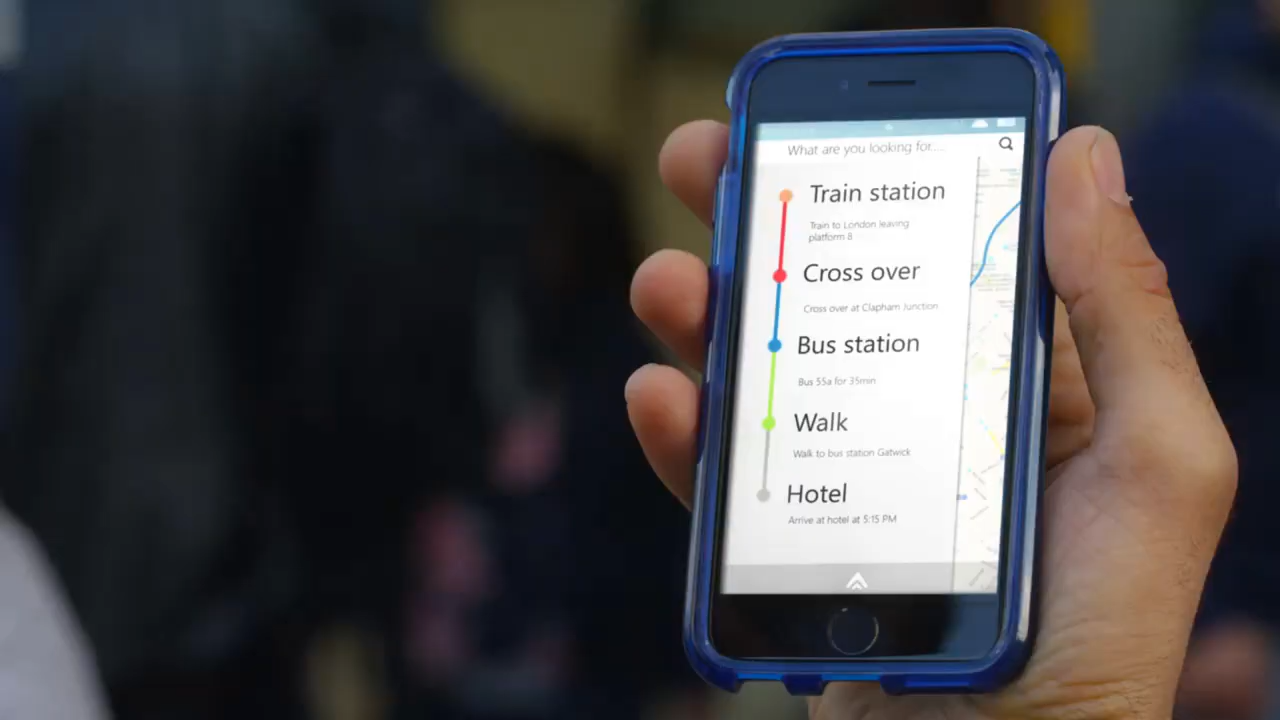 What are you looking for....
Train station
Train to London leaving
platform 8
Cross over
Cross over at Clapham Junction
Bus station
Bus 55a for 35min
Walk
Walk to bus station Gatwick
Hotel
Arrive at hotel at 5:15 PM